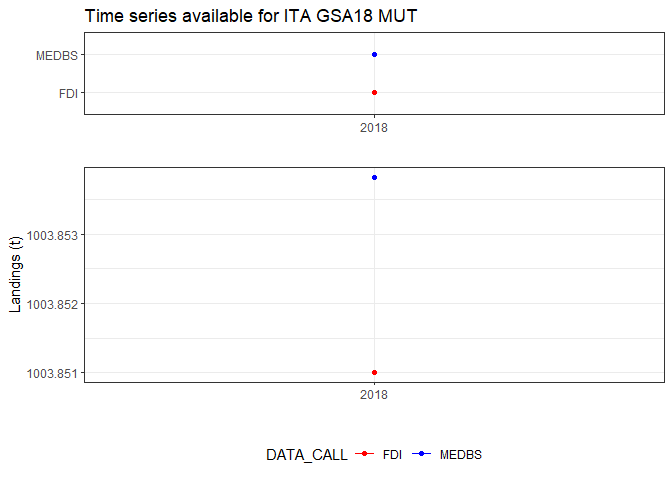 Time series available for ITA GSA18 MUT
MEDBS
FDI
2018
Landings (t)
1003.853
1003.852
1003.851
2018
DATA_CALL FDI MEDBS